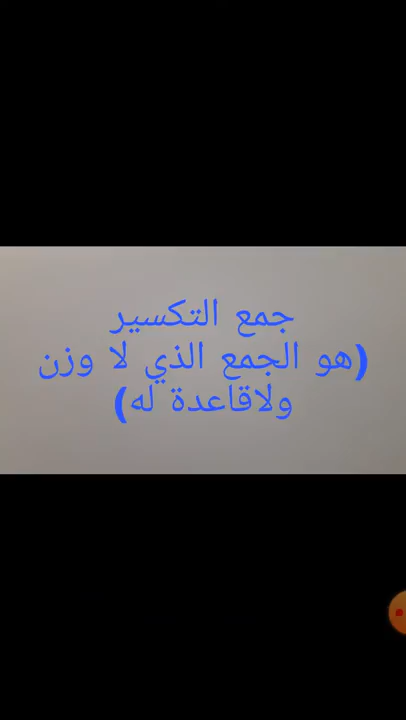 جمع التكسير
(هو الجمع الذي لا وزن
ولاقاعدة له)